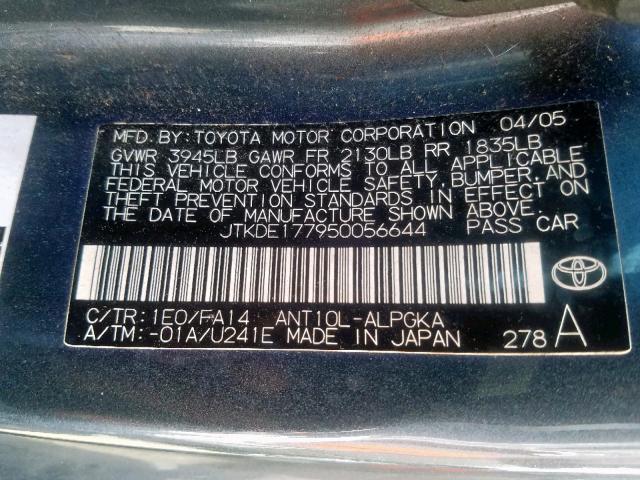 MFD.BY:TOYOTA MOTOR CORPORATION 04/05
GVWR 3945LB GAWR FR 2130LB RR 1835LB
THIS VEHICLE CONFORMS TO ALL APPLICABLE
FEDERAL MOTOR VEHICLE SAFETY,BUMPER,AND
THEFT PREVENTION STANDARDS IN EFFECT ON
THE DATE OF MANUFACTURE SHOWN ABOVE.
JTKDE177950056644 PASS CAR
C/TR:1E0/FA14 ANT10L-ALPGKA
A/TM:-01A/U241E MADE IN JAPAN 278 A